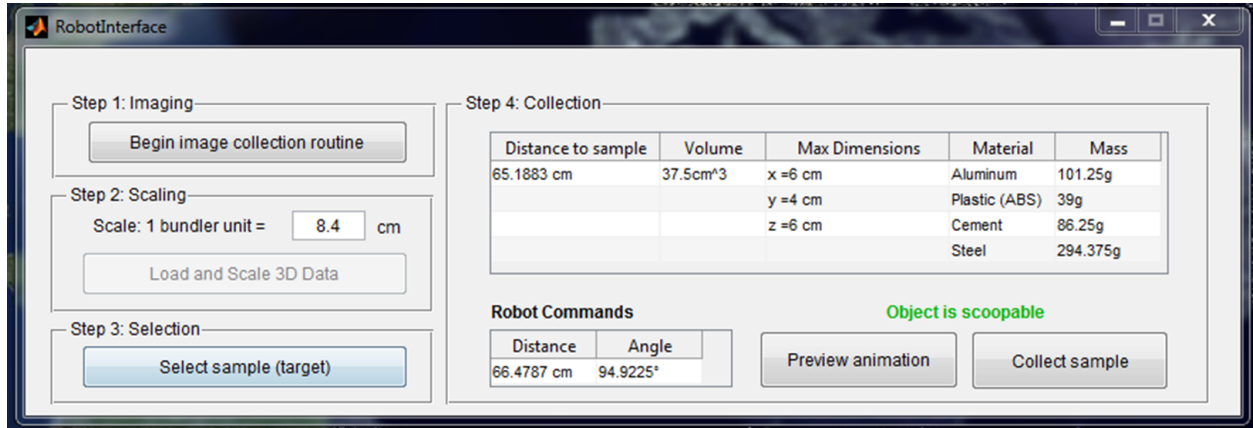 RobotInterface
Step 1: Imaging
Begin image collection routine
Step 2: Scaling
Scale: 1 bundler unit = 8.4 cm
Load and Scale 3D Data
Step 3: Selection
Select sample (target)
Step 4: Collection
Distance to sample Volume Max Dimensions Material Mass
65.1883 cm 37.5cm^3 x =6 cm Aluminum 101.25g
y =4 cm Plastic (ABS) 39g
z =6 cm Cement 86.25g
Steel 294.375g
Robot Commands
Distance Angle
66.4787 cm 94.9225°
Object is scoopable
Preview animation
Collect sample